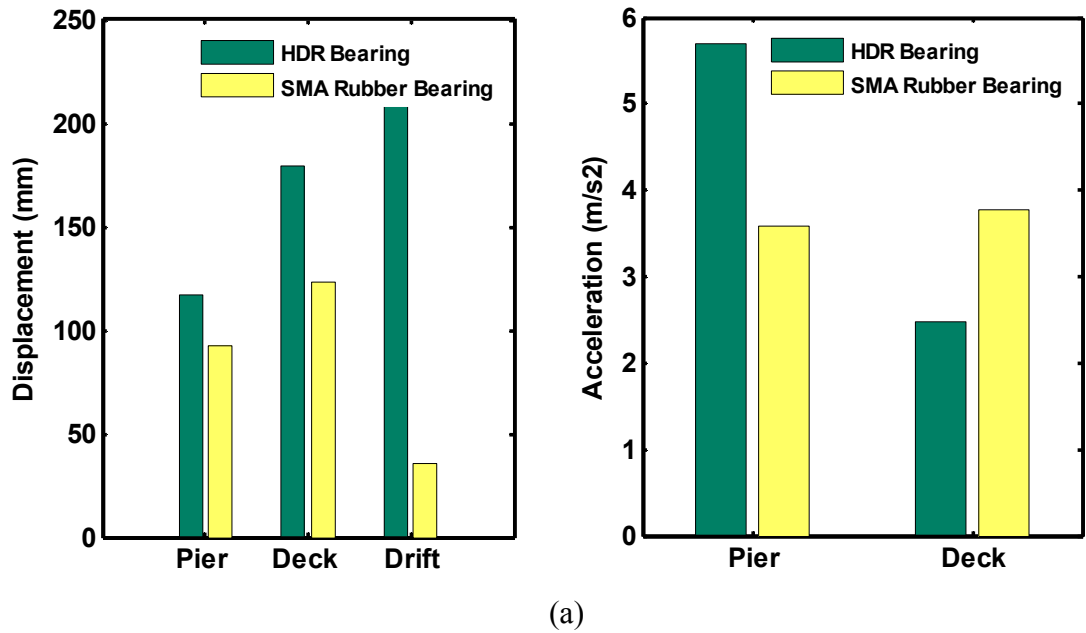 250
200
150
100
50
0
Displacement (mm)
HDR Bearing
SMA Rubber Bearing
Pier Deck Drift
6
5
4
3
2
1
0
Acceleration (m/s2)
HDR Bearing
SMA Rubber Bearing
Pier Deck
(a)